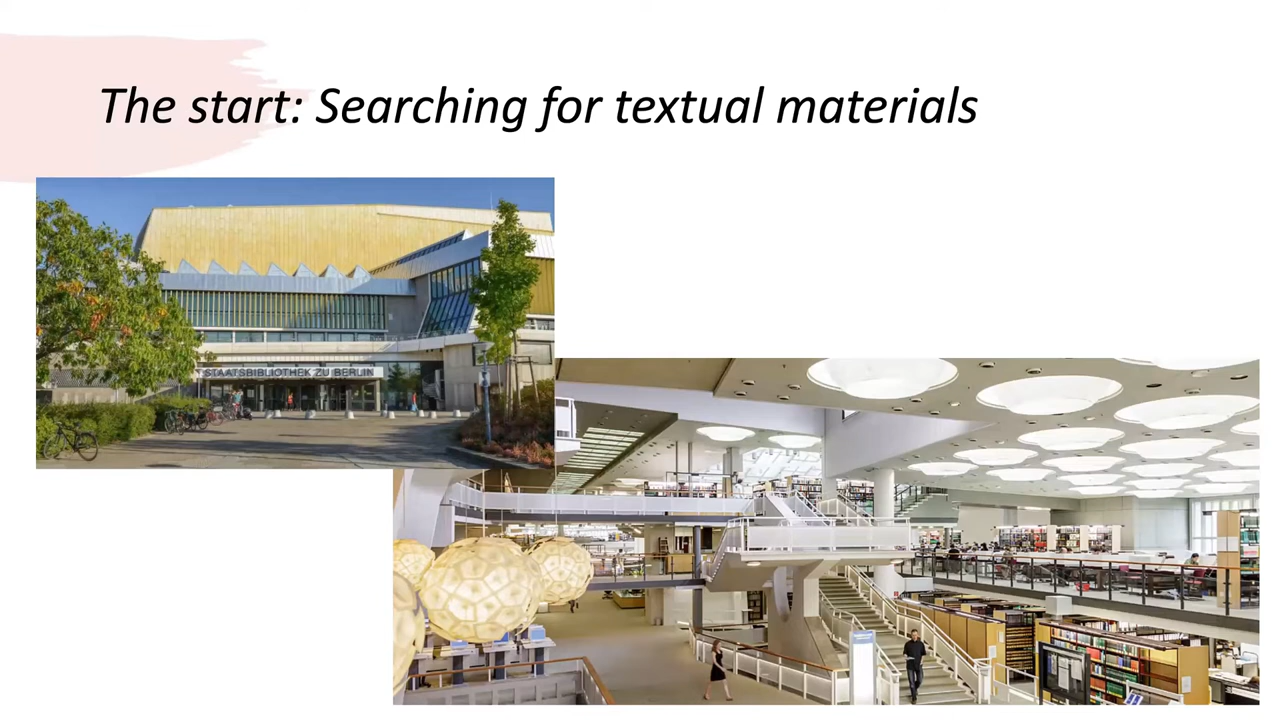 The start: Searching for textual materials
STAATSBIBLIOTHEK ZU BERLIN